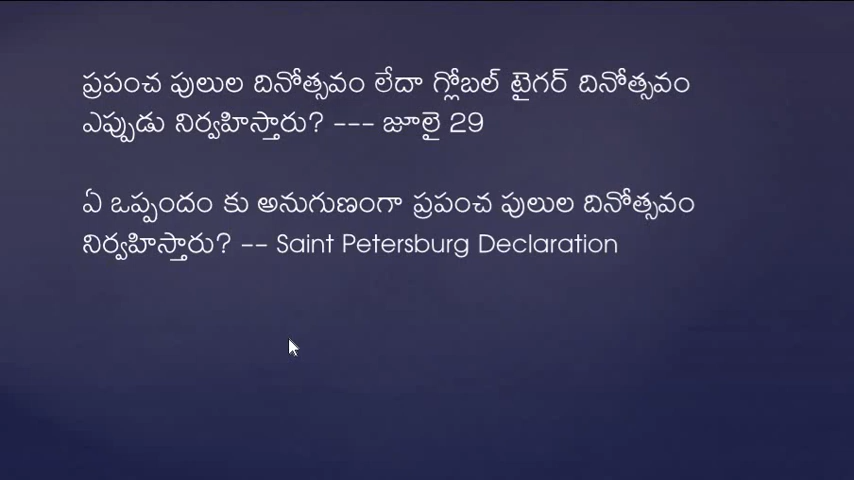 ప్రపంచ పులుల దినోత్సవం లేదా గ్లోబల్ టైగర్ దినోత్సవం
ఎప్పుడు నిర్వహిస్తారు? --- జూలై 29
ఏ ఒప్పందం కు అనుగుణంగా ప్రపంచ పులుల దినోత్సవం
నిర్వహిస్తారు? -- Saint Petersburg Declaration